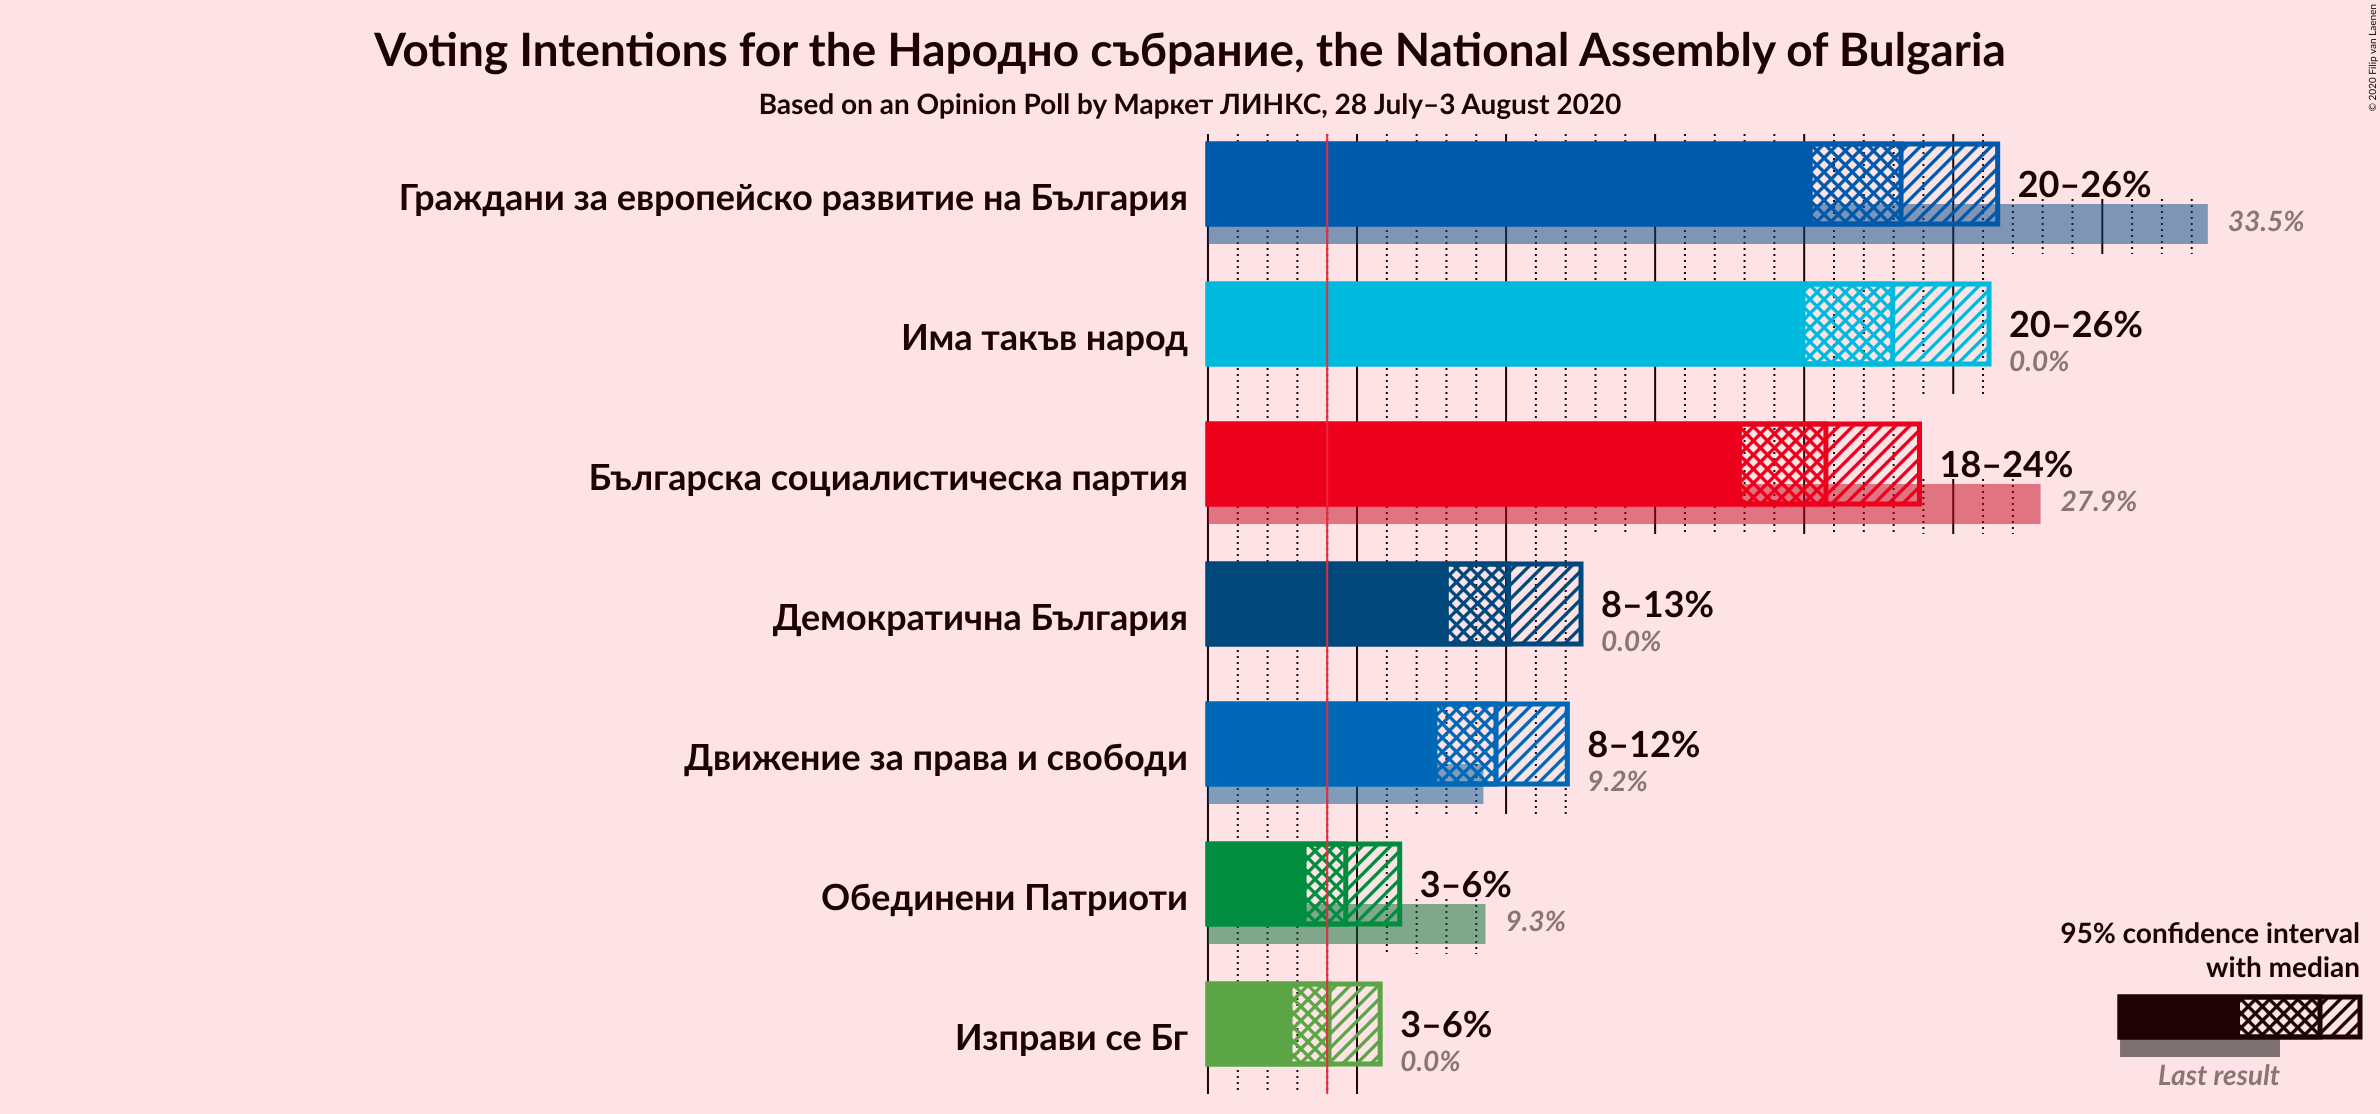 Voting Intentions for the Народно събрание, the National Assembly of Bulgaria
Based on an Opinion Poll by Маркет ЛИНКС, 28 July–3 August 2020
© 2020 Filip van Laenen
Граждани за европейско развитие на България
20–26%
33.5%
Има такъв народ
20–26%
0.0%
Българска социалистическа партия
18–24%
27.9%
Демократична България
8–13%
0.0%
Движение за права и свободи
8–12%
9.2%
Обединени Патриоти
3–6%
9.3%
Изправи се Бг
3–6%
0.0%
95% confidence interval
with median
Last result